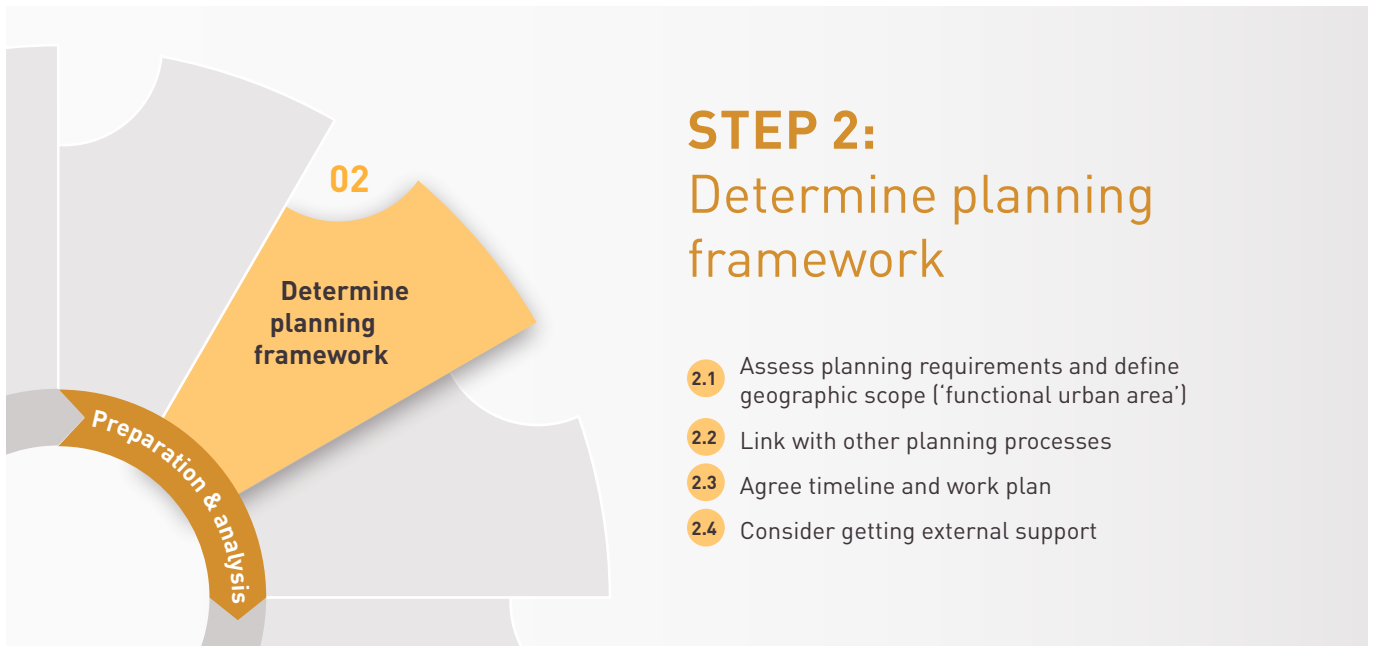 02
Determine
planning
framework
Preparation & analysis
STEP 2:
Determine planning
framework
2.1 Assess planning requirements and define
geographic scope (‘functional urban area’)
2.2 Link with other planning processes
2.3 Agree timeline and work plan
2.4 Consider getting external support